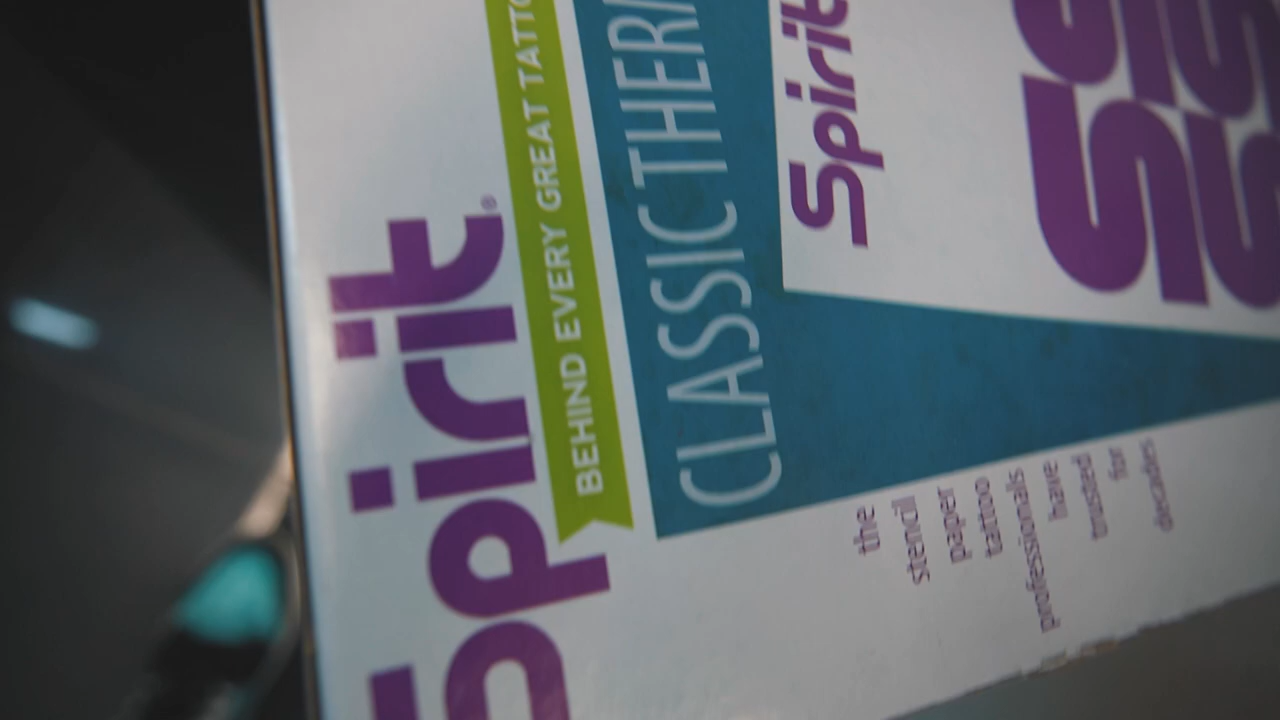 Spirit®
BEHIND EVERY GREAT
CLASSIC
Spirit
the
stencil
paper
tattoo
professionals
have
trusted
for
decades